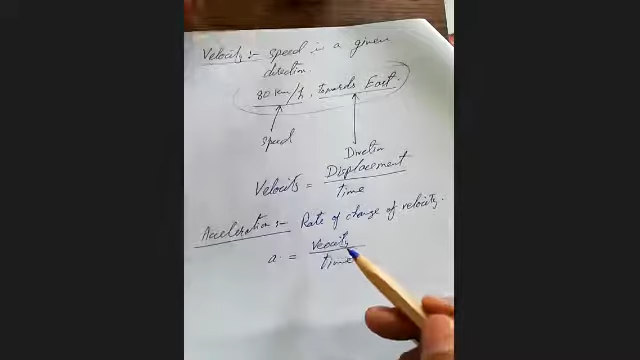 Velocity :- speed in a given
direction.
80 km/h, towards East.
speed
Direction
Velocity = Displacement / time
Acceleration :- Rate of change of velocity.
a = Veocity / time